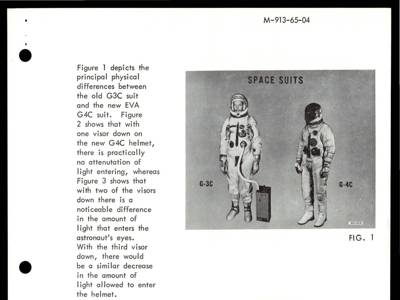 M-913-65-04
Figure 1 depicts the
principal physical
differences between
the old G3C suit
and the new EVA
G4C suit. Figure
2 shows that with
one visor down on
the new G4C helmet,
there is practically
no attenutation of
light entering, whereas
Figure 3 shows that
with two of the visors
down there is a
noticeable difference
in the amount of
light that enters the
astronaut's eyes.
With the third visor
down, there would
be a similar decrease
in the amount of
light allowed to enter
the helmet.
SPACE SUITS
G-3C
G-4C
FIG. 1